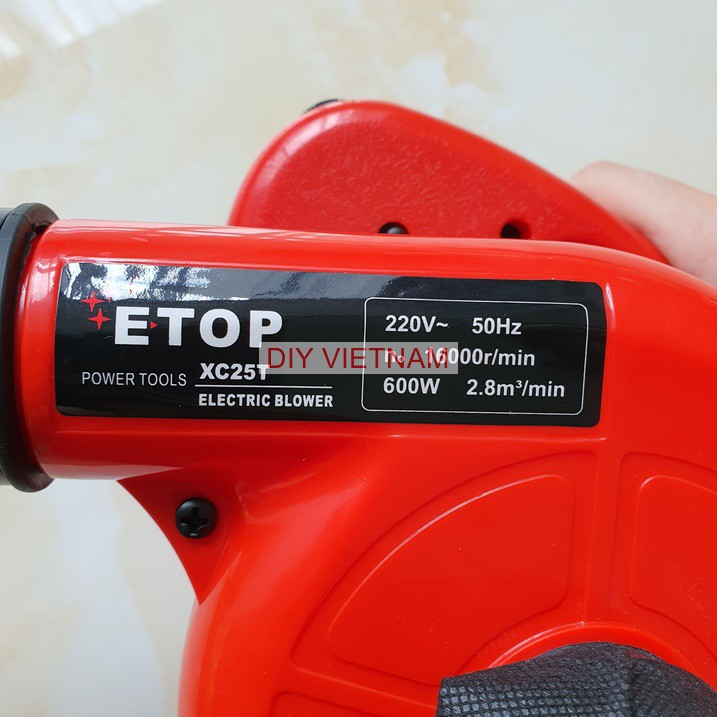 ETOP
POWER TOOLS
XC25T
ELECTRIC BLOWER
220V~ 50Hz
16000r/min
600W 2.8m³/min
DIY VIETNAM